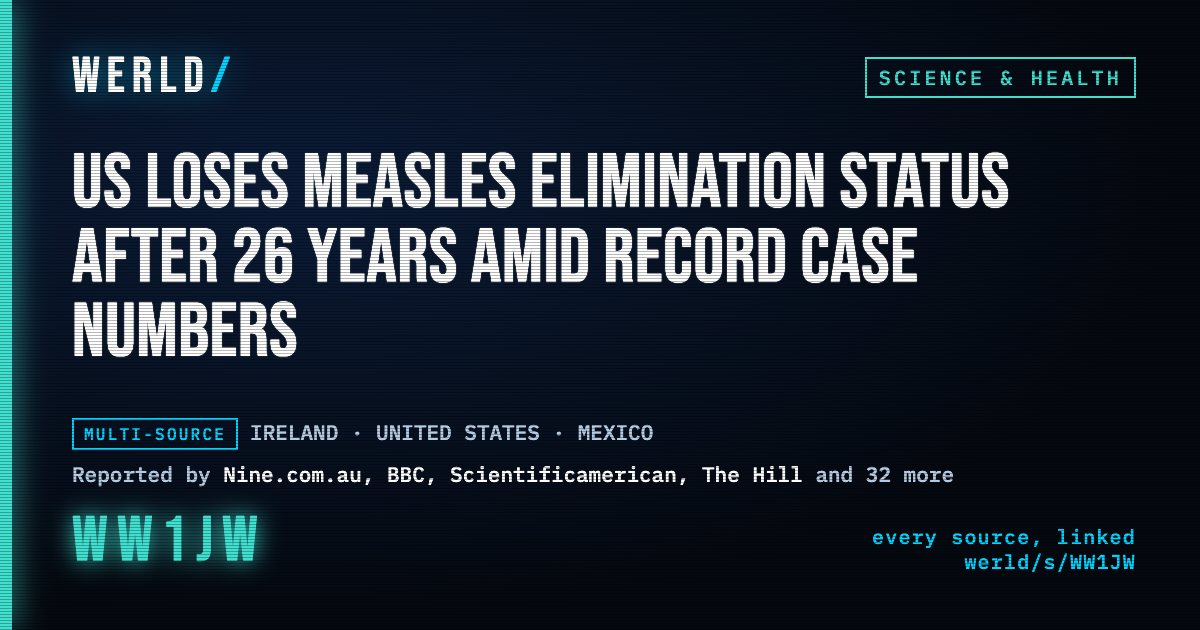 WERLD/
SCIENCE & HEALTH
US LOSES MEASLES ELIMINATION STATUS
AFTER 26 YEARS AMID RECORD CASE
NUMBERS
MULTI-SOURCE IRELAND · UNITED STATES · MEXICO
Reported by Nine.com.au, BBC, Scientificamerican, The Hill and 32 more
WW1JW
every source, linked
werld/s/WW1JW